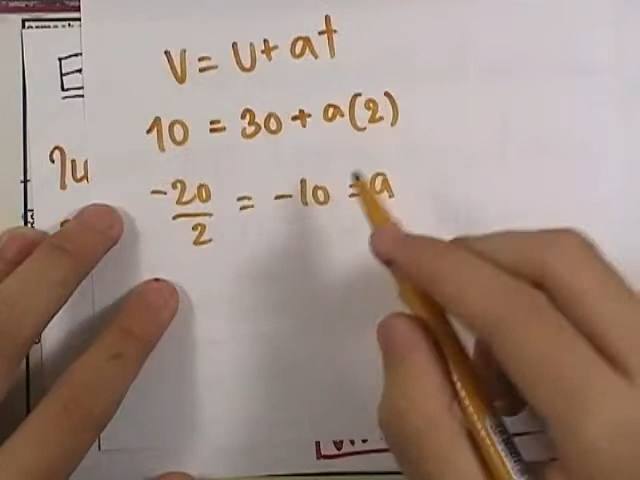 v = u + at
10 = 30 + a(2)
-20/2 = -10 = a